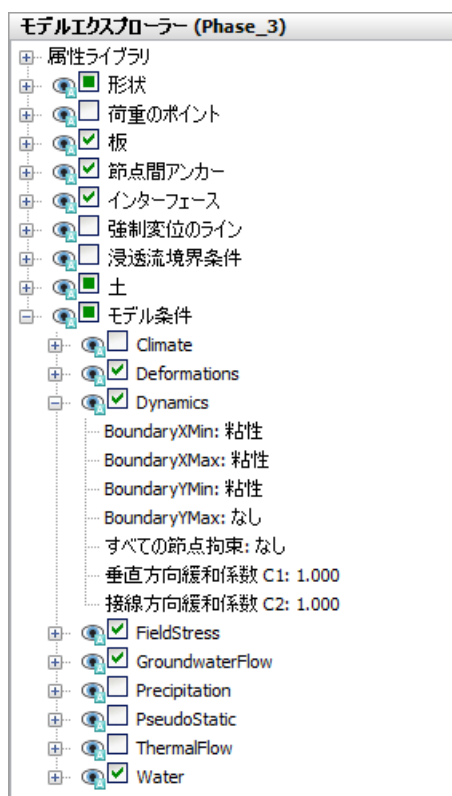 モデルエクスプローラー (Phase_3)
属性ライブラリ
形状
荷重のポイント
板
節点間アンカー
インターフェース
強制変位のライン
浸透流境界条件
土
モデル条件
Climate
Deformations
Dynamics
BoundaryXMin: 粘性
BoundaryXMax: 粘性
BoundaryYMin: 粘性
BoundaryYMax: なし
すべての節点拘束: なし
垂直方向緩和係数 C1: 1.000
接線方向緩和係数 C2: 1.000
FieldStress
GroundwaterFlow
Precipitation
PseudoStatic
ThermalFlow
Water